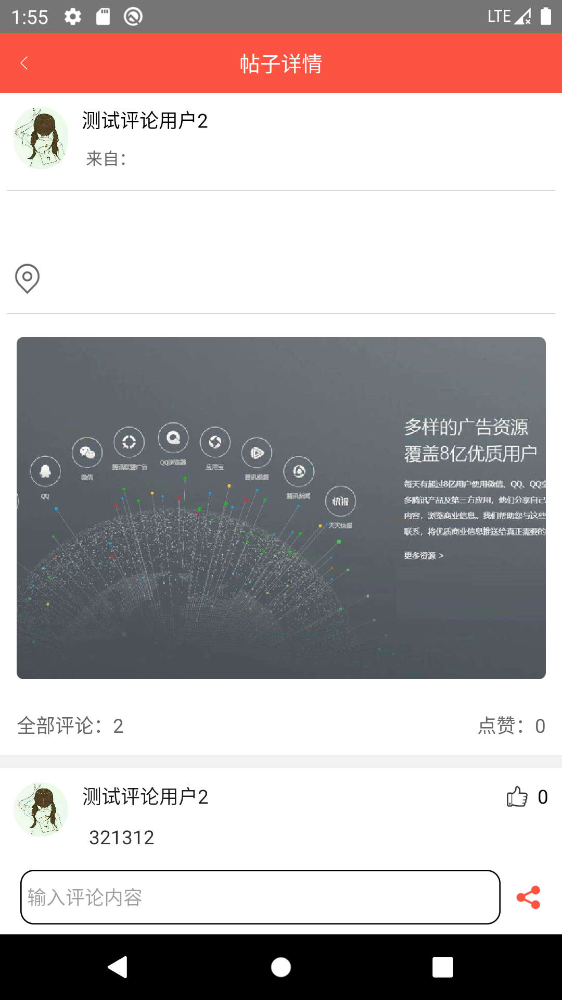 1:55
LTE
帖子详情
测试评论用户2
来自：
多样的广告资源
覆盖8亿优质用户
QQ
微信
腾讯联盟广告
QQ浏览器
应用宝
腾讯视频
腾讯新闻
快报
天天快报
每天有超过8亿用户使用微信、QQ、QQ空
多腾讯产品及第三方应用，他们分享自己
内容，浏览商业信息。我们帮助您与这些
联系，将优质商业信息推送给真正需要的
更多资源 >
全部评论：2
点赞：0
测试评论用户2
0
321312
输入评论内容